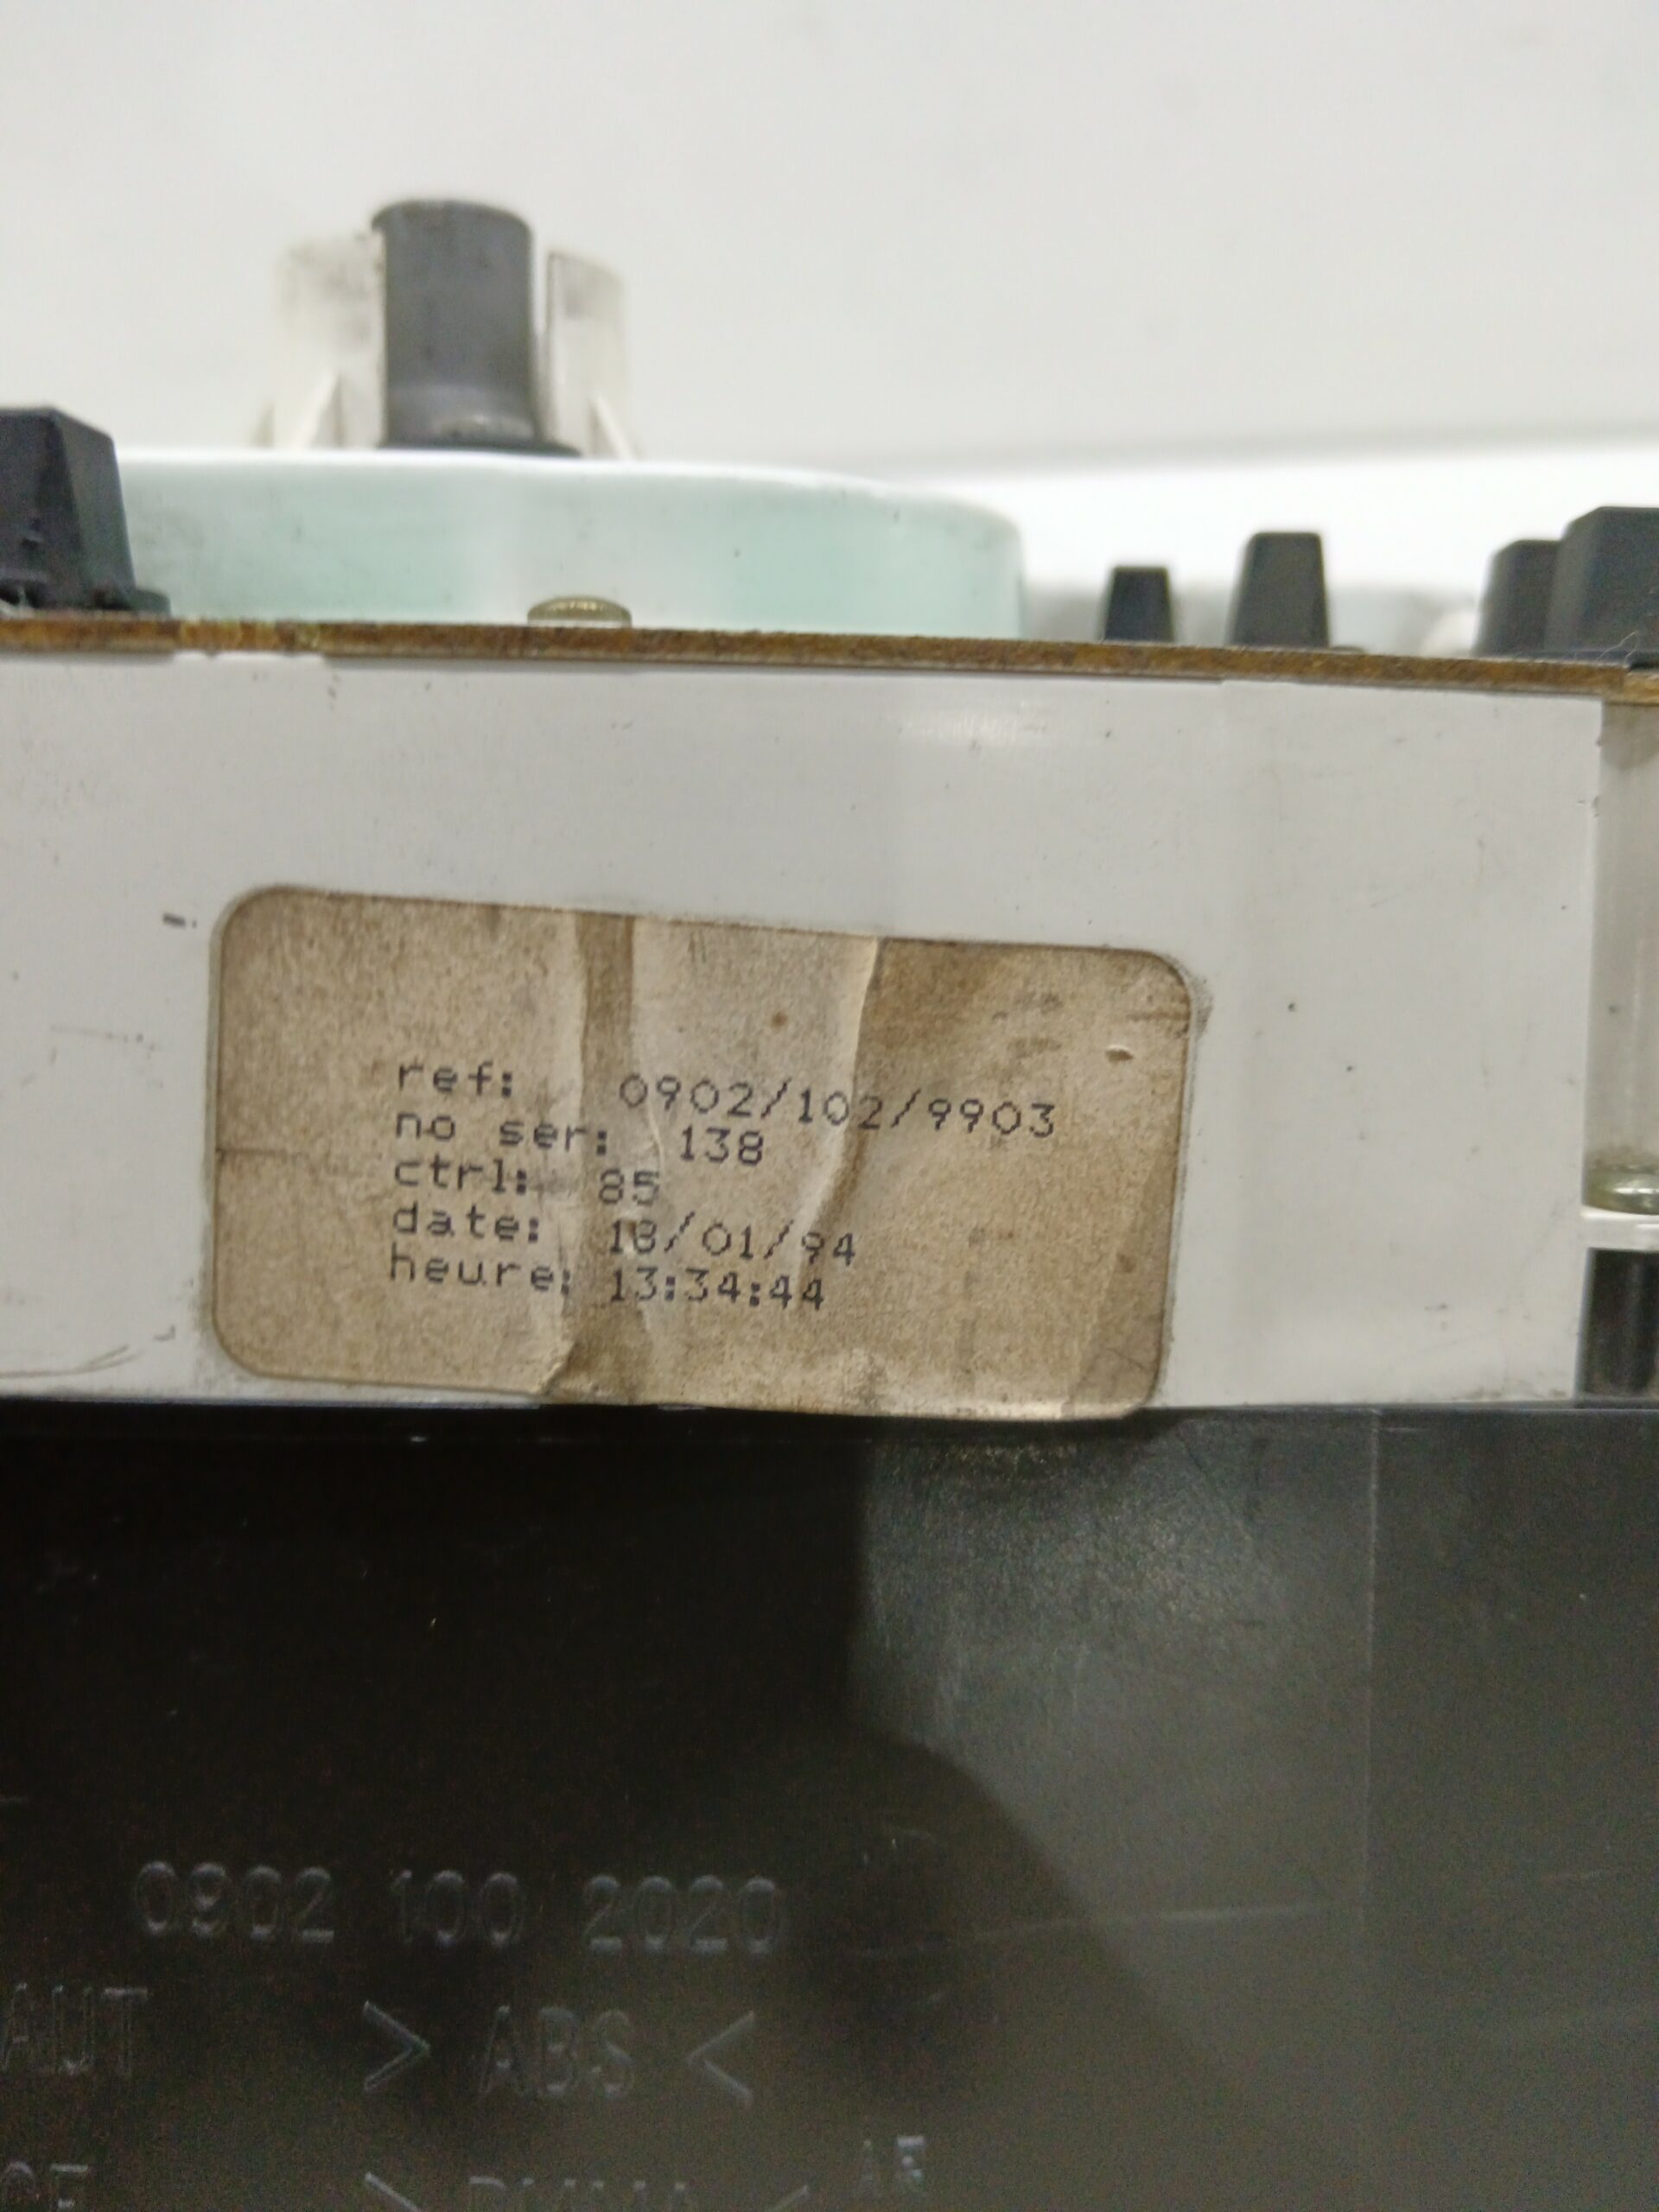 ref: 0902/102/9903
no ser: 138
ctrl: 85
date: 18/01/94
heure: 13:34:44
0902 100 2020
AUT > ABS <